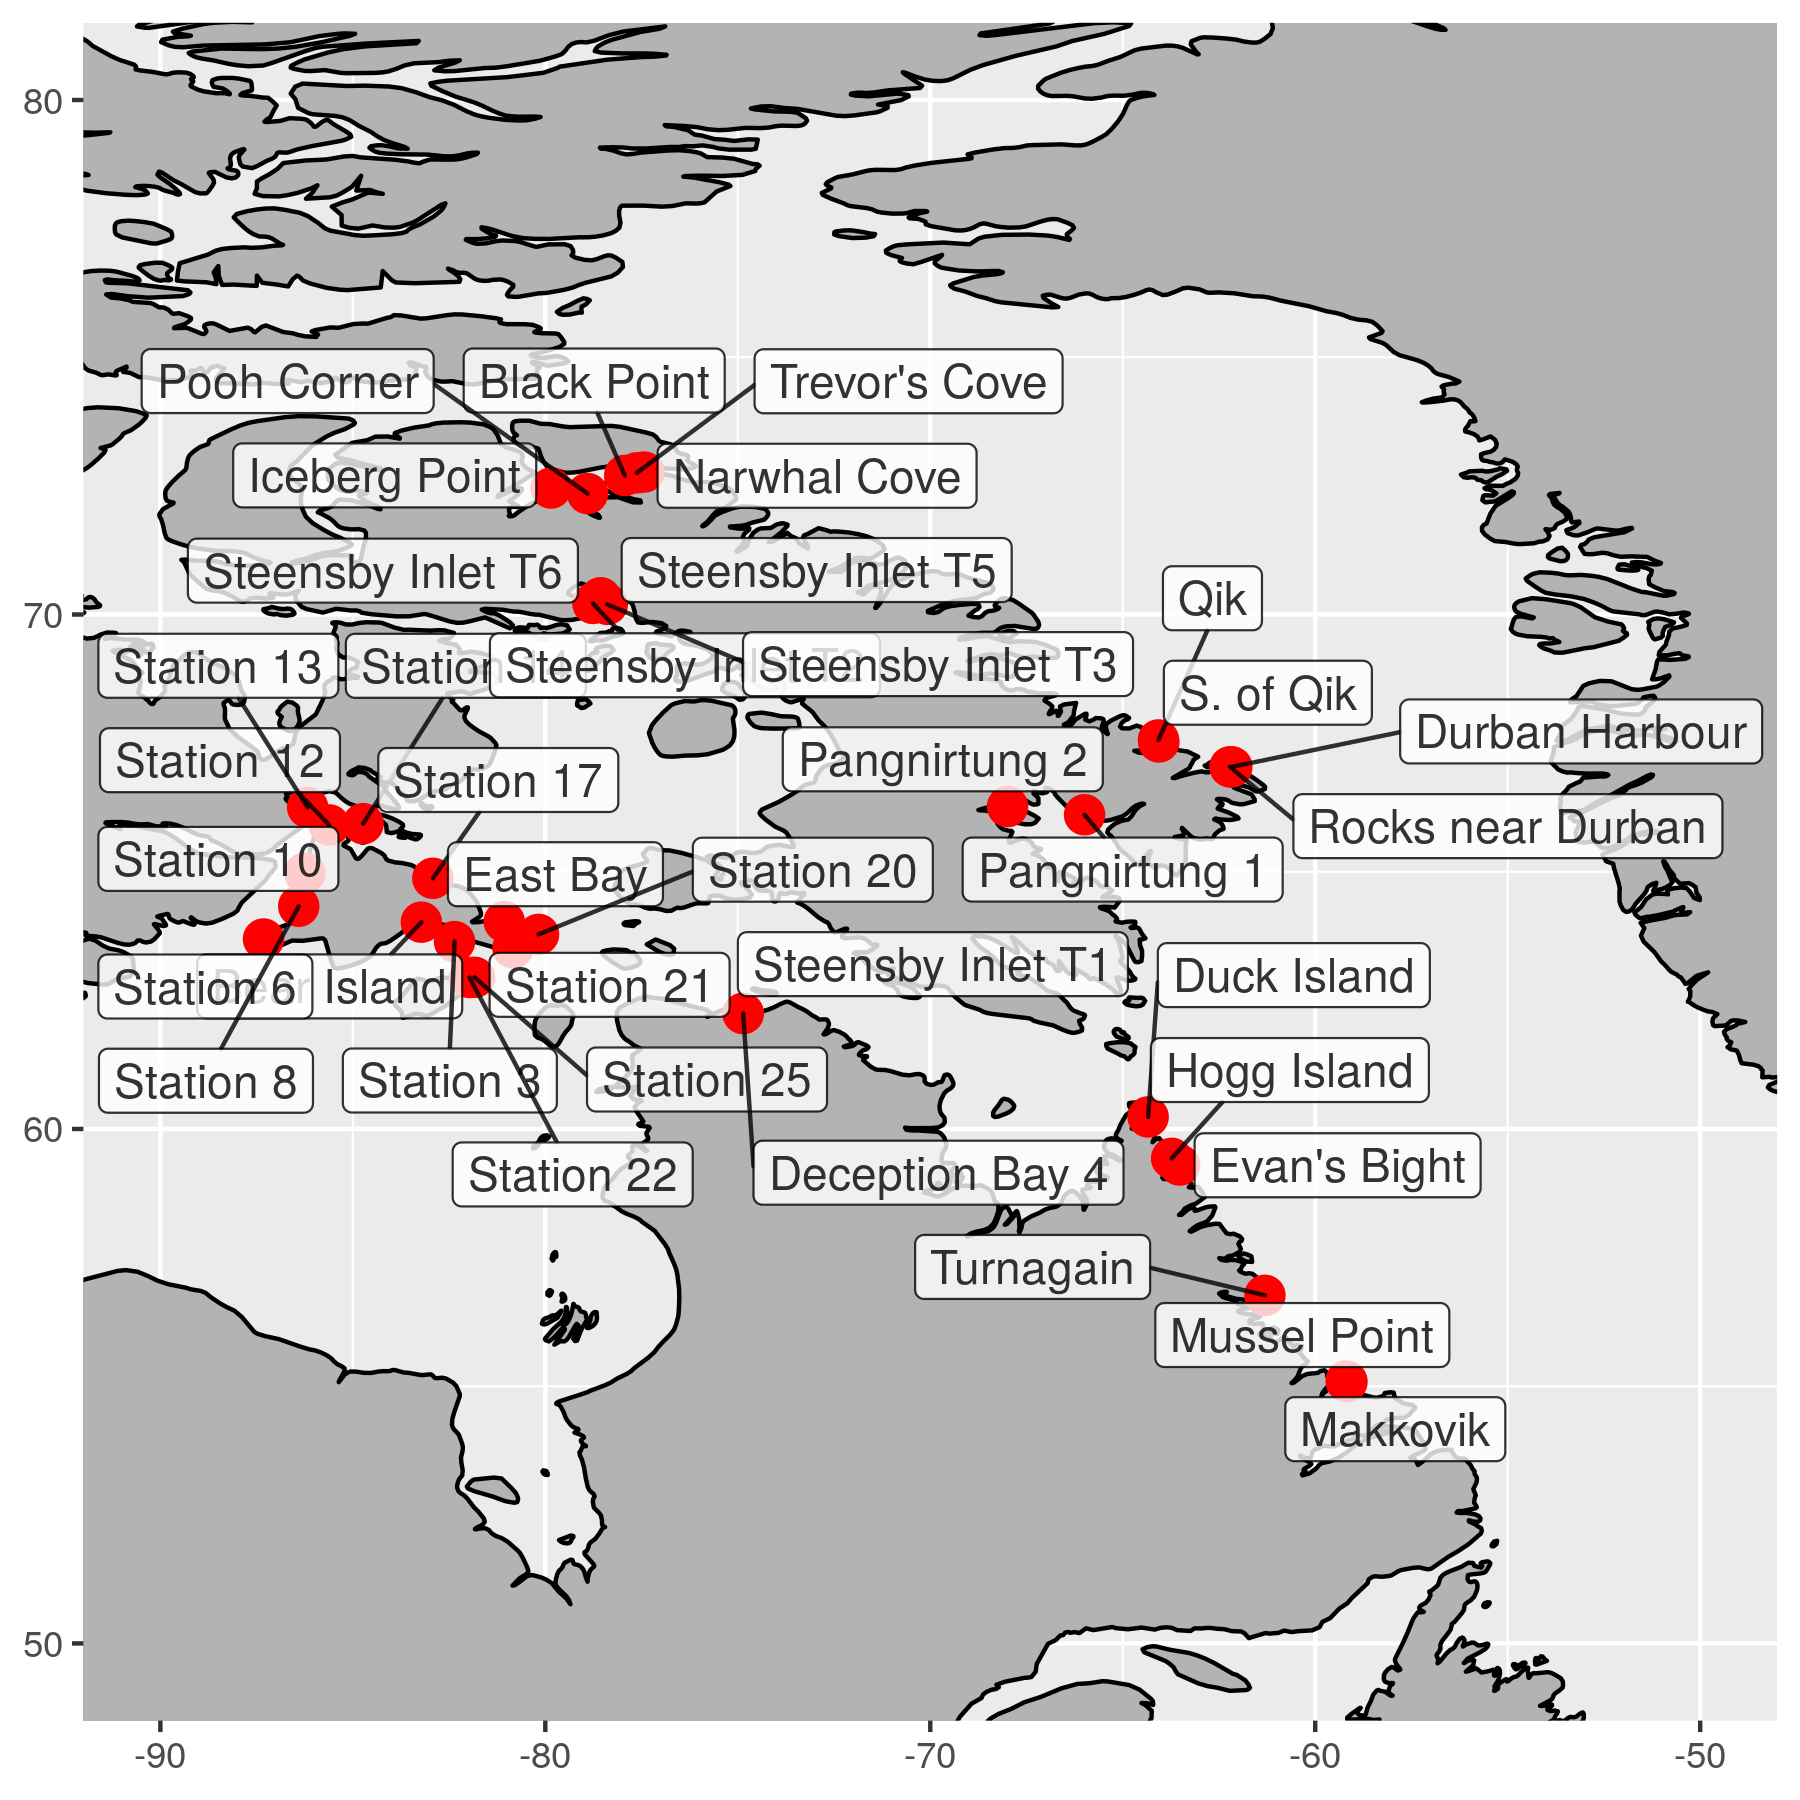 80
70
60
50
-90
-80
-70
-60
-50
Pooh Corner
Black Point
Trevor's Cove
Iceberg Point
Narwhal Cove
Steensby Inlet T6
Steensby Inlet T5
Qik
Station 13
Station
Steensby
Steensby Inlet T3
S. of Qik
Durban Harbour
Station 12
Station 17
Pangnirtung 2
Rocks near Durban
Station 10
East Bay
Station 20
Pangnirtung 1
Steensby Inlet T1
Duck Island
Station 6
Bear Island
Station 21
Hogg Island
Station 8
Station 3
Station 25
Station 22
Deception Bay 4
Evan's Bight
Turnagain
Mussel Point
Makkovik